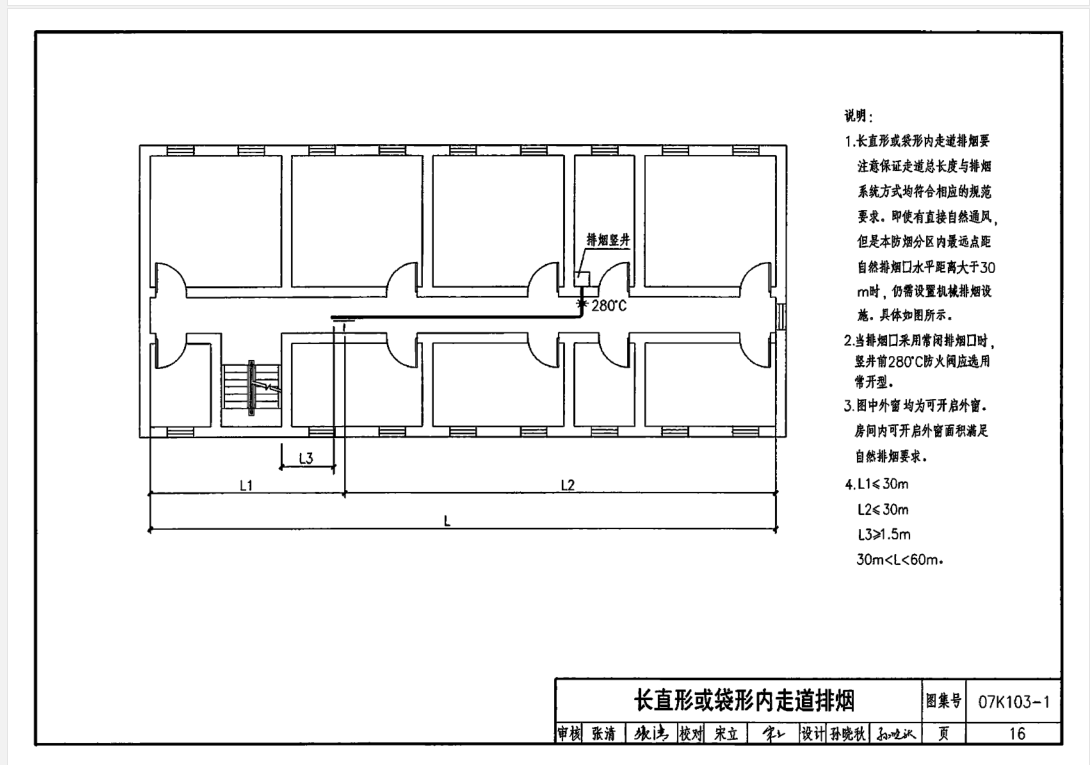 说明：
1.长直形或袋形内走道排烟要
注意保证走道总长度与排烟
系统方式均符合相应的规范
要求。即使有直接自然通风，
但是本防烟分区内最远点距
自然排烟口水平距离大于30
m时，仍需设置机械排烟设
施。具体如图所示。
2.当排烟口采用常闭排烟口时，
竖井前280℃防火阀应选用
常开型。
3.图中外窗均为可开启外窗。
房间内可开启外窗面积满足
自然排烟要求。
4.L1≤30m
L2≤30m
L3≥1.5m
30m<L<60m。
排烟竖井
280℃
L3
L1
L2
L
长直形或袋形内走道排烟
图集号
07K103-1
审核
张清
校对
宋立
设计
孙晓秋
页
16